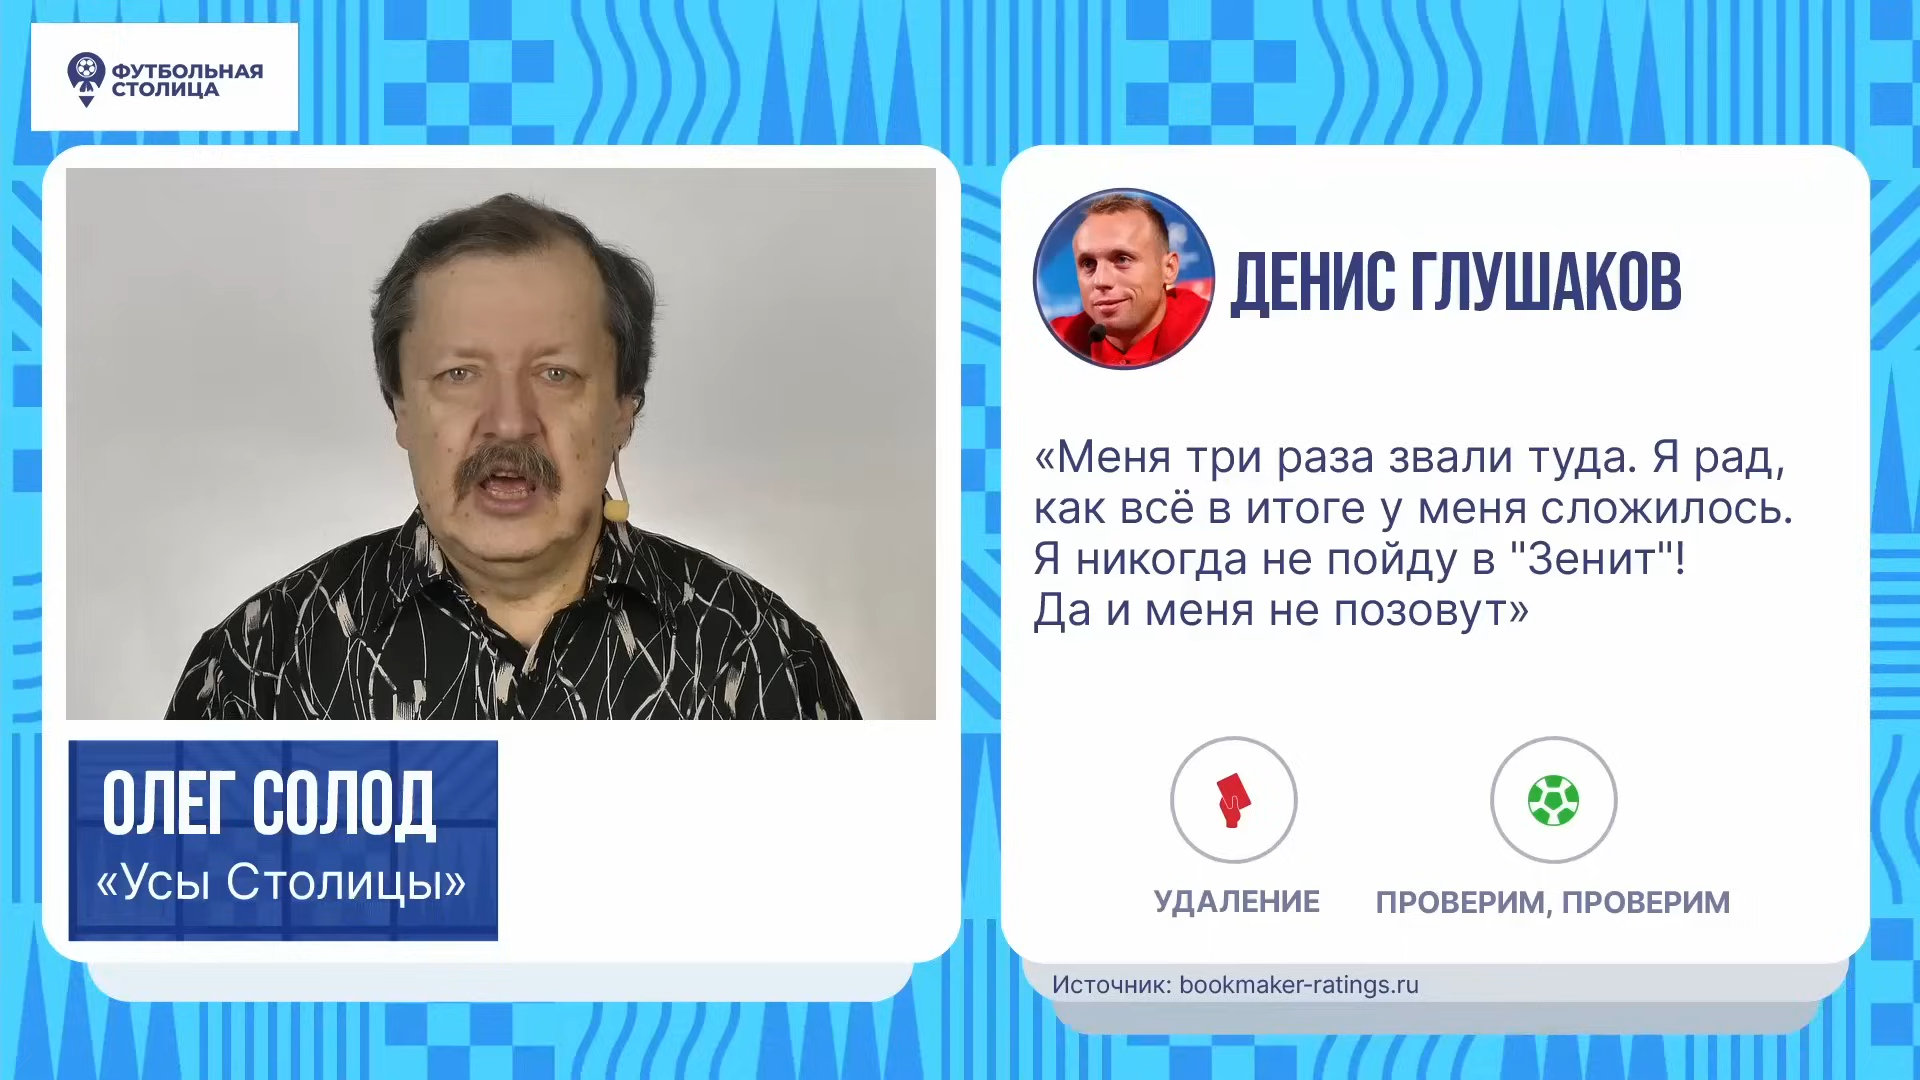 ФУТБОЛЬНАЯ
СТОЛИЦА
ОЛЕГ СОЛОД
«Усы Столицы»
ДЕНИС ГЛУШАКОВ
«Меня три раза звали туда. Я рад,
как всё в итоге у меня сложилось.
Я никогда не пойду в "Зенит"!
Да и меня не позовут»
УДАЛЕНИЕ
ПРОВЕРИМ, ПРОВЕРИМ
Источник: bookmaker-ratings.ru